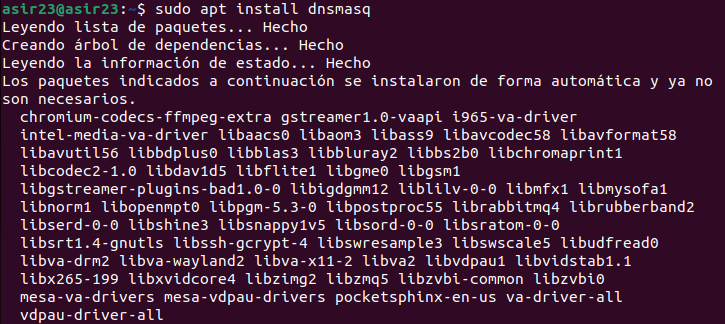 asir23@asir23:~$ sudo apt install dnsmasq
Leyendo lista de paquetes... Hecho
Creando árbol de dependencias... Hecho
Leyendo la información de estado... Hecho
Los paquetes indicados a continuación se instalaron de forma automática y ya no
son necesarios.
chromium-codecs-ffmpeg-extra gstreamer1.0-vaapi i965-va-driver
intel-media-va-driver libaacs0 libaom3 libass9 libavcodec58 libavformat58
libavutil56 libbdplus0 libblas3 libbluray2 libbs2b0 libchromaprint1
libcodec2-1.0 libdav1d5 libflite1 libgme0 libgsm1
libgstreamer-plugins-bad1.0-0 libigdgmm12 liblilv-0-0 libmfx1 libmysofa1
libnorm1 libopenmpt0 libpgm-5.3-0 libpostproc55 librabbitmq4 librubberband2
libserd-0-0 libshine3 libsnappy1v5 libsord-0-0 libsratom-0-0
libsrt1.4-gnutls libssh-gcrypt-4 libswresample3 libswscale5 libudfread0
libva-drm2 libva-wayland2 libva-x11-2 libva2 libvdpau1 libvidstab1.1
libx265-199 libxvidcore4 libzimg2 libzmq5 libzvbi-common libzvbi0
mesa-va-drivers mesa-vdpau-drivers pocketsphinx-en-us va-driver-all
vdpau-driver-all